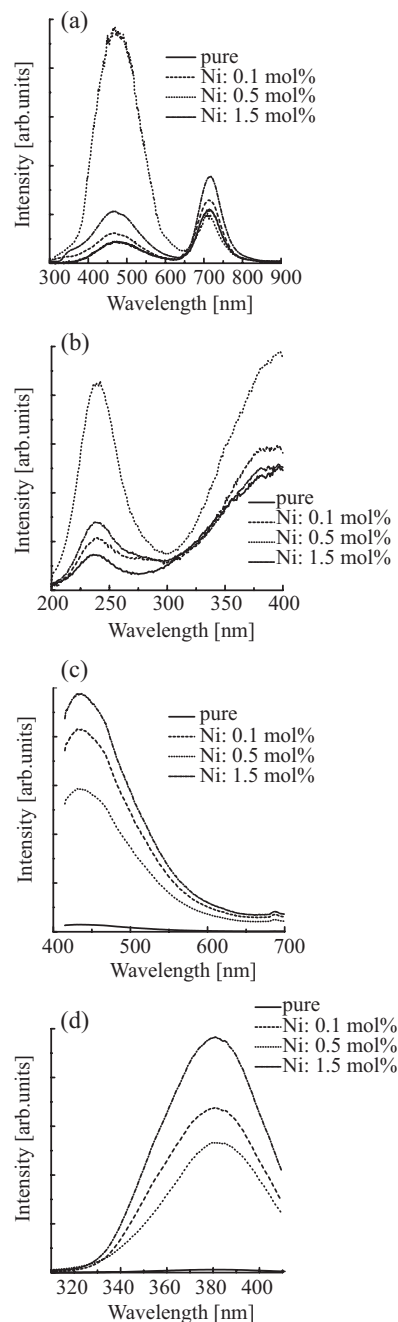 (a)
pure
Ni: 0.1 mol%
Ni: 0.5 mol%
Ni: 1.5 mol%
Intensity [arb.units]
300 400 500 600 700 800 900
Wavelength [nm]
(b)
Intensity [arb.units]
pure
Ni: 0.1 mol%
Ni: 0.5 mol%
Ni: 1.5 mol%
200 250 300 350 400
Wavelength [nm]
(c)
pure
Ni: 0.1 mol%
Ni: 0.5 mol%
Ni: 1.5 mol%
Intensity [arb.units]
400 500 600 700
Wavelength [nm]
(d)
pure
Ni: 0.1 mol%
Ni: 0.5 mol%
Ni: 1.5 mol%
Intensity [arb.units]
320 340 360 380 400
Wavelength [nm]